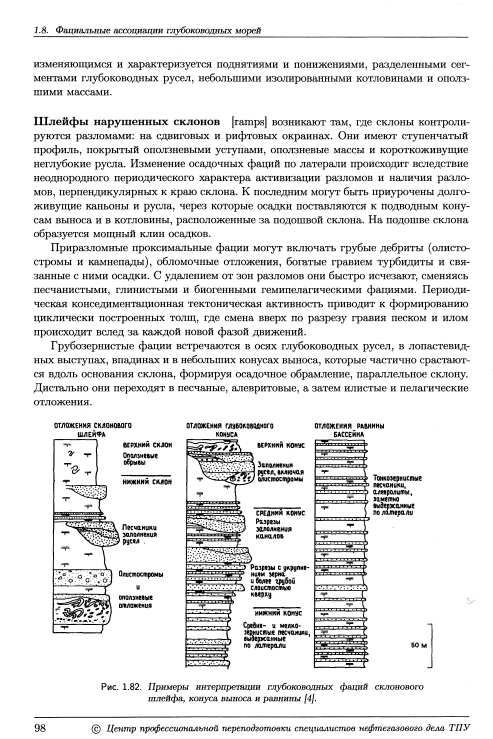 1.8. Фациальные ассоциации глубоководных морей
изменяющимся и характеризуется поднятиями и понижениями, разделенными сег-
ментами глубоководных русел, небольшими изолированными котловинами и ополз-
шими массами.
Шлейфы нарушенных склонов [ramps] возникают там, где склоны контроли-
руются разломами: на сдвиговых и рифтовых окраинах. Они имеют ступенчатый
профиль, покрытый оползневыми уступами, оползневые массы и короткоживущие
неглубокие русла. Изменение осадочных фаций по латерали происходит вследствие
неоднородного периодического характера активизации разломов и наличия разло-
мов, перпендикулярных к краю склона. К последним могут быть приурочены долго-
живущие каньоны и русла, через которые осадки поставляются к подводным кону-
сам выноса и в котловины, расположенные за подошвой склона. На подошве склона
образуется мощный клин осадков.
Приразломные проксимальные фации могут включать грубые дебриты (олисто-
стромы и камнепады), обломочные отложения, богатые гравием турбидиты и свя-
занные с ними осадки. С удалением от зон разломов они быстро исчезают, сменяясь
песчанистыми, глинистыми и биогенными гемипелагическими фациями. Периоди-
ческая конседиментационная тектоническая активность приводит к формированию
циклически построенных толщ, где смена вверх по разрезу гравия песком и илом
происходит вслед за каждой новой фазой движений.
Грубозернистые фации встречаются в осях глубоководных русел, в лопастевид-
ных выступах, впадинах и в небольших конусах выноса, которые частично срастают-
ся вдоль основания склона, формируя осадочное обрамление, параллельное склону.
Дистально они переходят в песчаные, алевритовые, а затем илистые и пелагические
отложения.
ОТЛОЖЕНИЯ СКЛОНОВОГО
ШЛЕЙФА
ВЕРХНИЙ СКЛОН
Оползневые
обрывы
НИЖНИЙ СКЛОН
Песчаники
заполнения
русел
Олистостромы
и
оползневые
отложения
ОТЛОЖЕНИЯ ГЛУБОКОВОДНОГО
КОНУСА
ВЕРХНИЙ КОНУС
Заполнения
русел, включая
олистостромы
СРЕДНИЙ КОНУС
Разрезы
заполнения
каналов
Разрезы с укрупне-
нием зерна
и более грубой
слоистостью
кверху
НИЖНИЙ КОНУС
Средне- и мелко-
зернистые песчаники,
выдержанные
по латерали
ОТЛОЖЕНИЯ РАВНИНЫ
БАССЕЙНА
Тонкозернистые
песчаники,
алевролиты,
заметно
выдержанные
по латерали
50 м
Рис. 1.82. Примеры интерпретации глубоководных фаций склонового
шлейфа, конуса выноса и равнины [4].
98 © Центр профессиональной переподготовки специалистов нефтегазового дела ТПУ